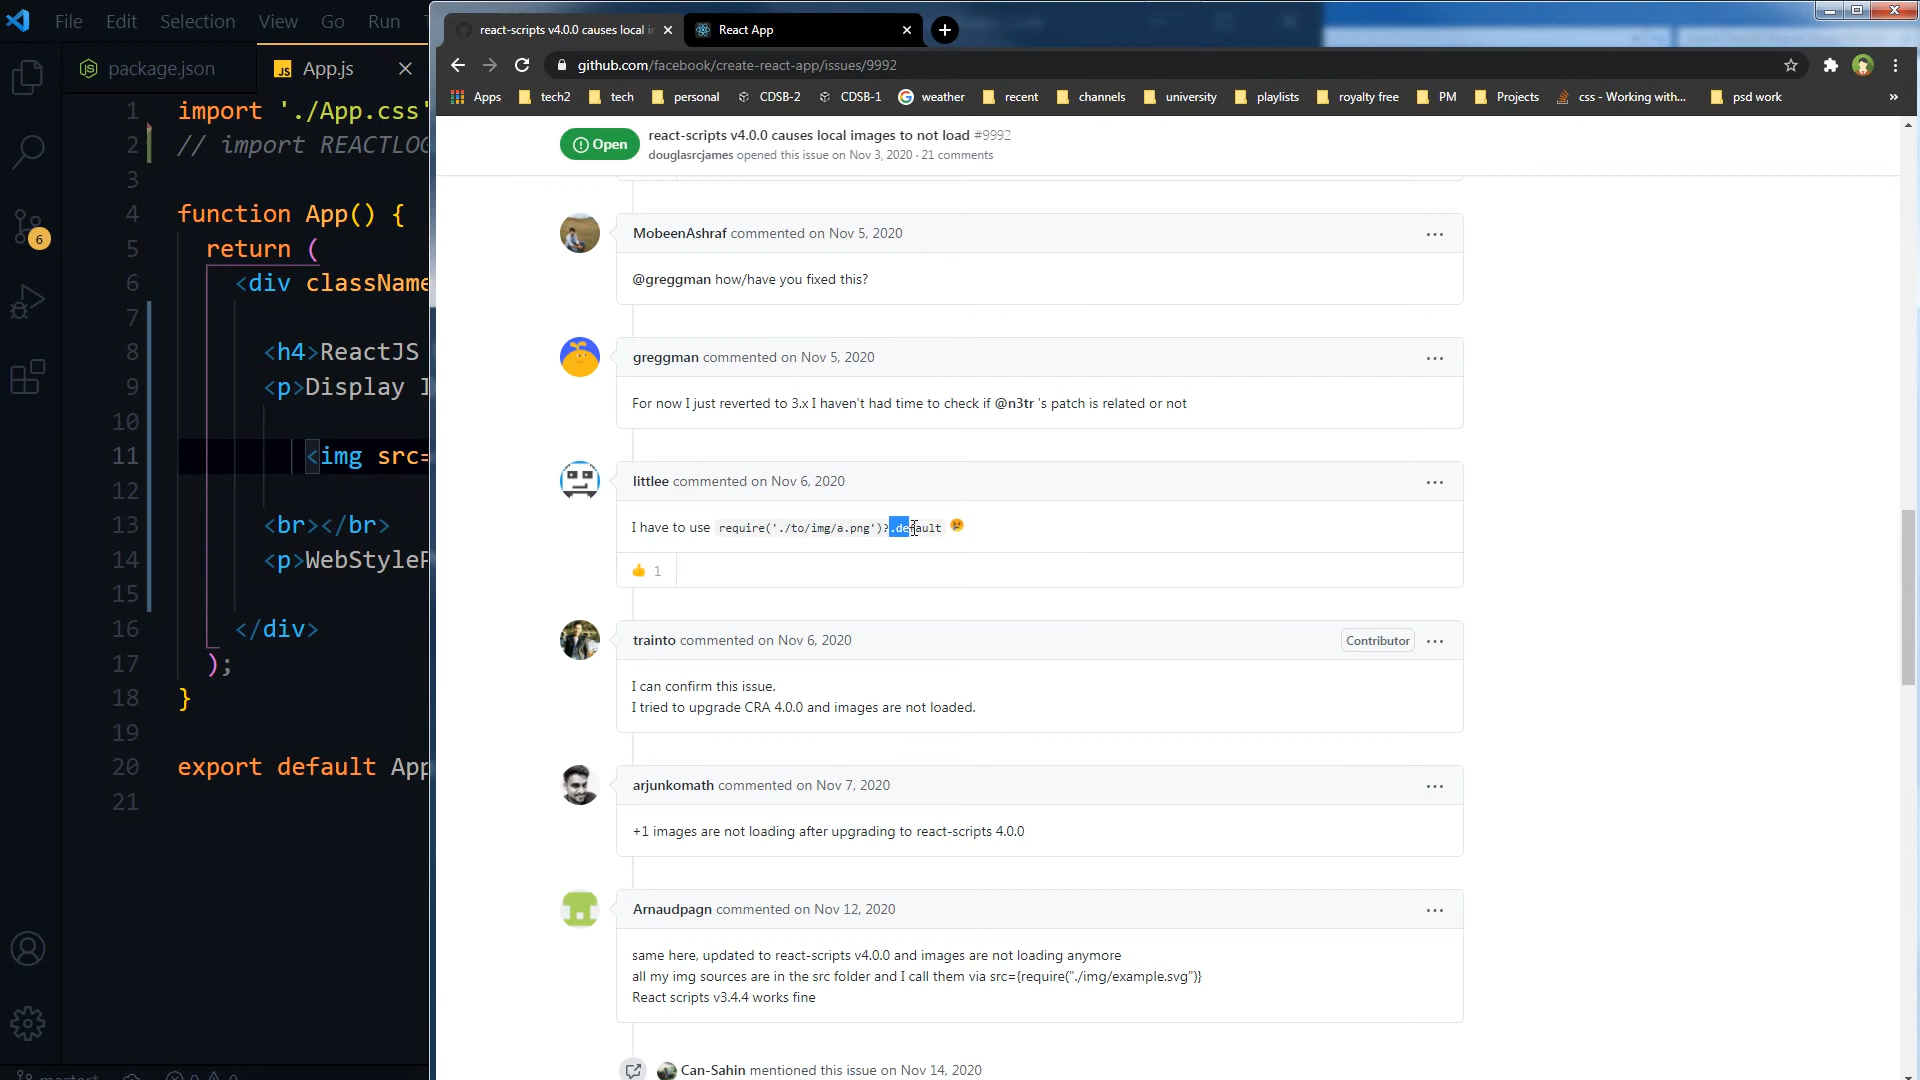 File Edit Selection View Go Run
package.json
JS App.js
1 import './App.css'
2 // import REACTLOG
3
4 function App() {
5 return (
6 <div className
7
8 <h4>ReactJS
9 <p>Display I
10
11 <img src=
12
13 <br></br>
14 <p>WebStyleP
15
16 </div>
17 );
18 }
19
20 export default App
21
6
master*
0 0
react-scripts v4.0.0 causes local i
React App
github.com/facebook/create-react-app/issues/9992
Apps tech2 tech personal CDSB-2 CDSB-1 weather recent channels university playlists royalty free PM Projects css - Working with... psd work »
Open
react-scripts v4.0.0 causes local images to not load #9992
douglasrcjames opened this issue on Nov 3, 2020 · 21 comments
MobeenAshraf commented on Nov 5, 2020
@greggman how/have you fixed this?
greggman commented on Nov 5, 2020
For now I just reverted to 3.x I haven't had time to check if @n3tr 's patch is related or not
littlee commented on Nov 6, 2020
I have to use require('./to/img/a.png')?.default 😢
👍 1
trainto commented on Nov 6, 2020
Contributor
I can confirm this issue.
I tried to upgrade CRA 4.0.0 and images are not loaded.
arjunkomath commented on Nov 7, 2020
+1 images are not loading after upgrading to react-scripts 4.0.0
Arnaudpagn commented on Nov 12, 2020
same here, updated to react-scripts v4.0.0 and images are not loading anymore
all my img sources are in the src folder and I call them via src={require("./img/example.svg")}
React scripts v3.4.4 works fine
Can-Sahin mentioned this issue on Nov 14, 2020